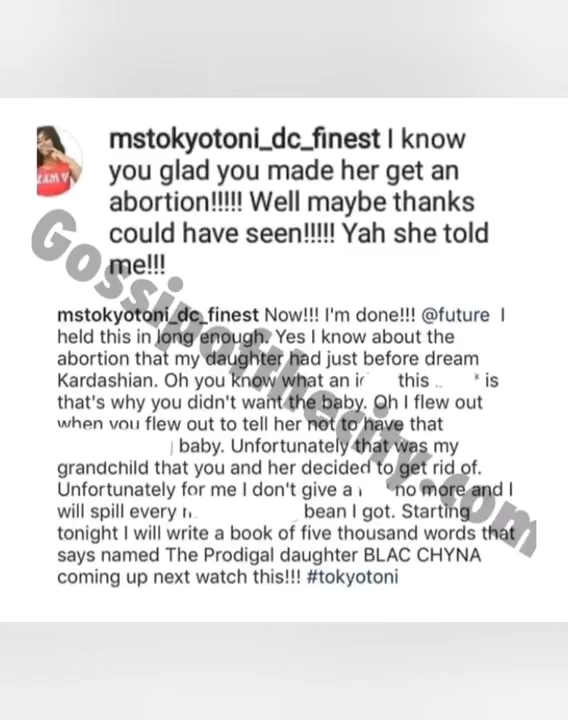 mstokyotoni_dc_finest I know
you glad you made her get an
abortion!!!!! Well maybe thanks
could have seen!!!!! Yah she told
me!!!
mstokyotoni_dc_finest Now!!! I'm done!!! @future I
held this in long enough. Yes I know about the
abortion that my daughter had just before dream
Kardashian. Oh you know what an this is
that's why you didn't want the baby. Oh I flew out
when you flew out to tell her not to have that
baby. Unfortunately that was my
grandchild that you and her decided to get rid of.
Unfortunately for me I don't give a no more and I
will spill every bean I got. Starting
tonight I will write a book of five thousand words that
says named The Prodigal daughter BLAC CHYNA
coming up next watch this!!! #tokyotoni
Gossipofthecity.com